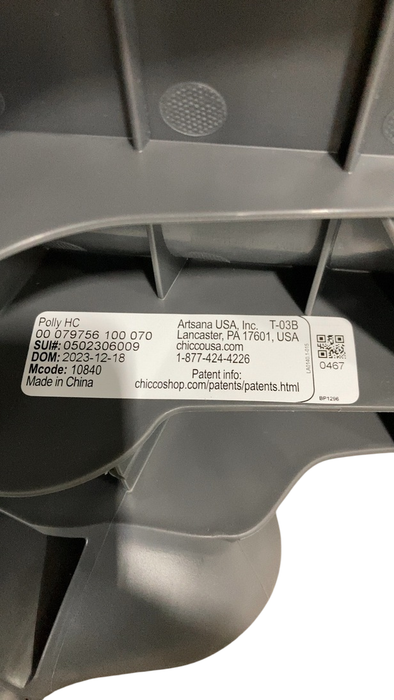 Polly HC
00 079756 100 070
SUI#: 0502306009
DOM: 2023-12-18
Mcode: 10840
Made in China
Artsana USA, Inc. T-03B
Lancaster, PA 17601, USA
chiccousa.com
1-877-424-4226
Patent info:
chiccoshop.com/patents/patents.html
0467
BP1296